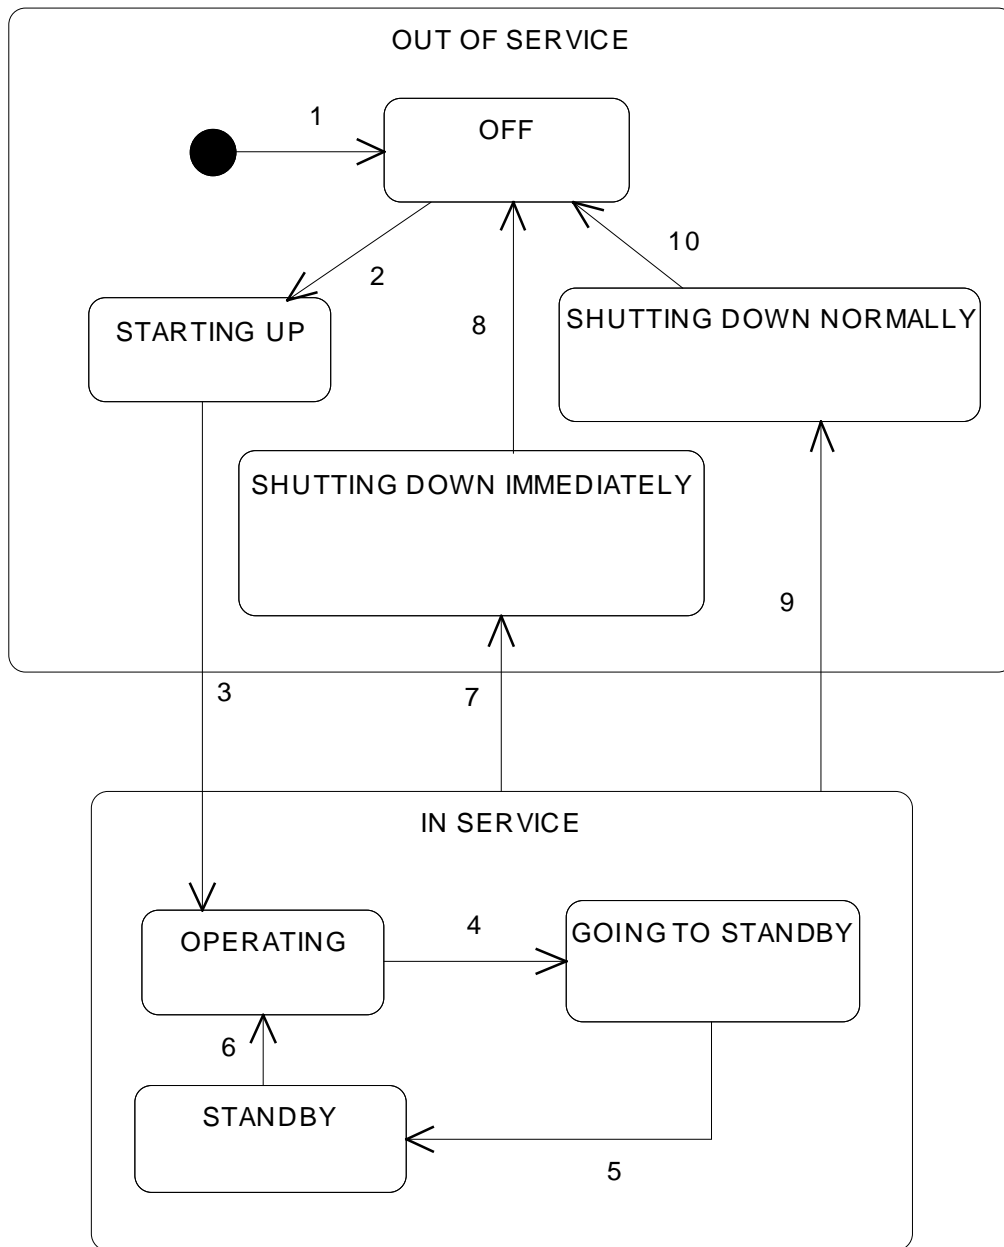 OUT OF SERVICE
1
OFF
2
10
STARTING UP
8
SHUTTING DOWN NORMALLY
SHUTTING DOWN IMMEDIATELY
9
3
7
IN SERVICE
OPERATING
4
GOING TO STANDBY
6
STANDBY
5